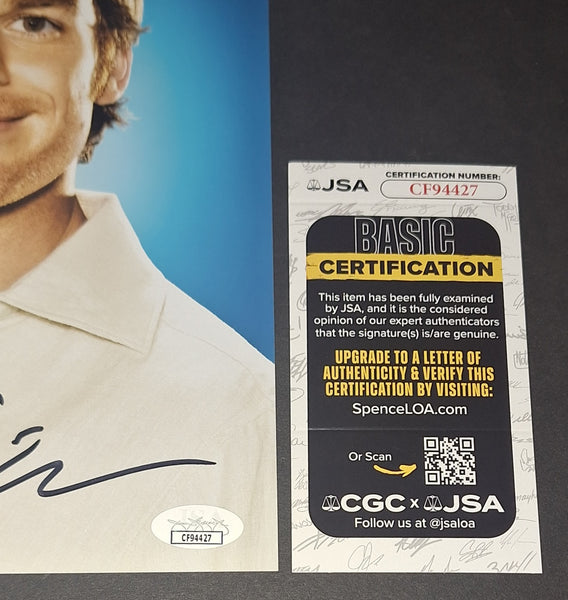 JSA
CERTIFICATION NUMBER:
CF94427
BASIC
CERTIFICATION
This item has been fully examined
by JSA, and it is the considered
opinion of our expert authenticators
that the signature(s) is/are genuine.
UPGRADE TO A LETTER OF
AUTHENTICITY & VERIFY THIS
CERTIFICATION BY VISITING:
SpenceLOA.com
Or Scan
CGC x JSA
Follow us at @jsaloa
CF94427